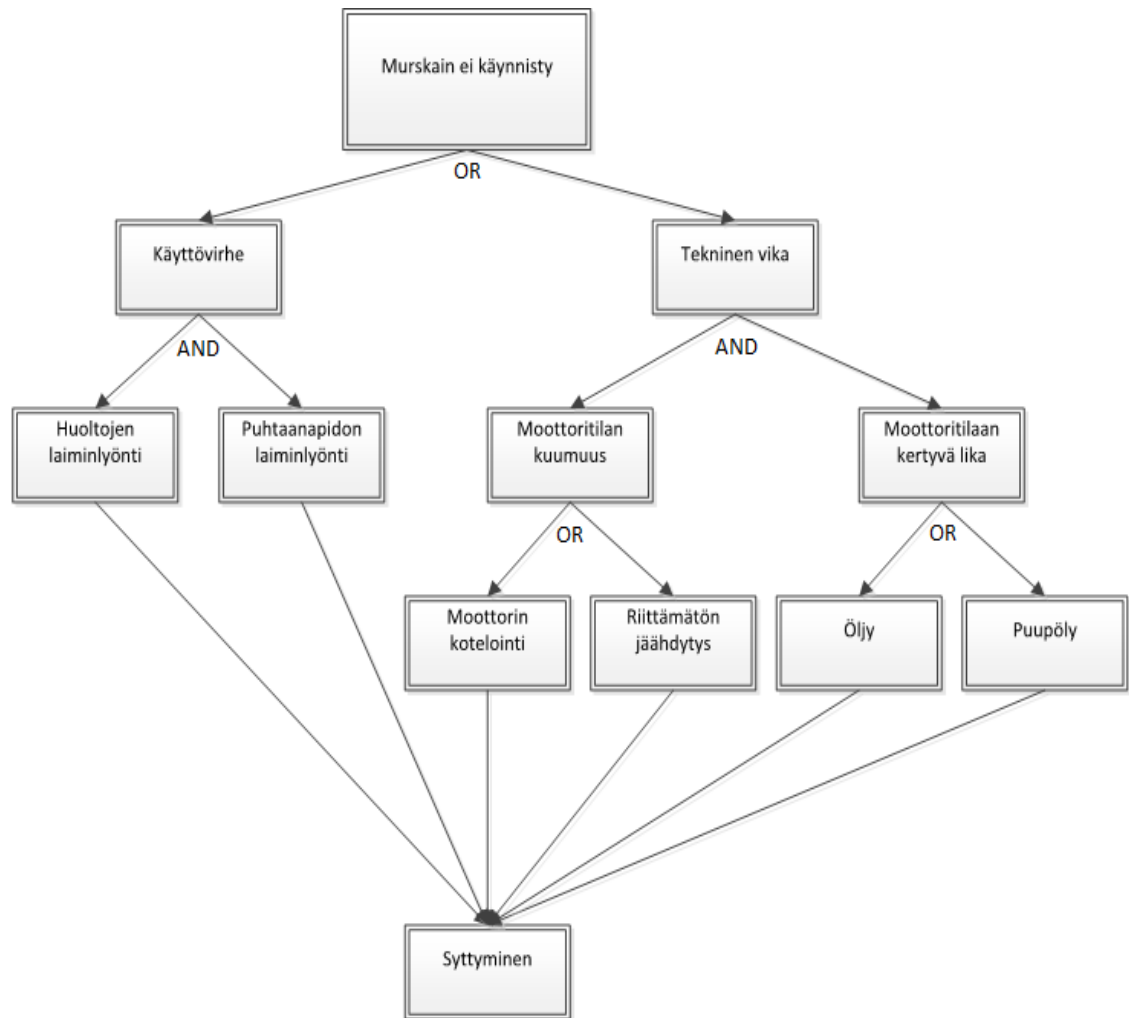 Murskain ei käynnisty
OR
Käyttövirhe
Tekninen vika
AND
AND
Huoltojen
laiminlyönti
Puhtaanapidon
laiminlyönti
Moottoritilan
kuumuus
Moottoritilaan
kertyvä lika
OR
OR
Moottorin
kotelointi
Riittämätön
jäähdytys
Öljy
Puupöly
Syttyminen